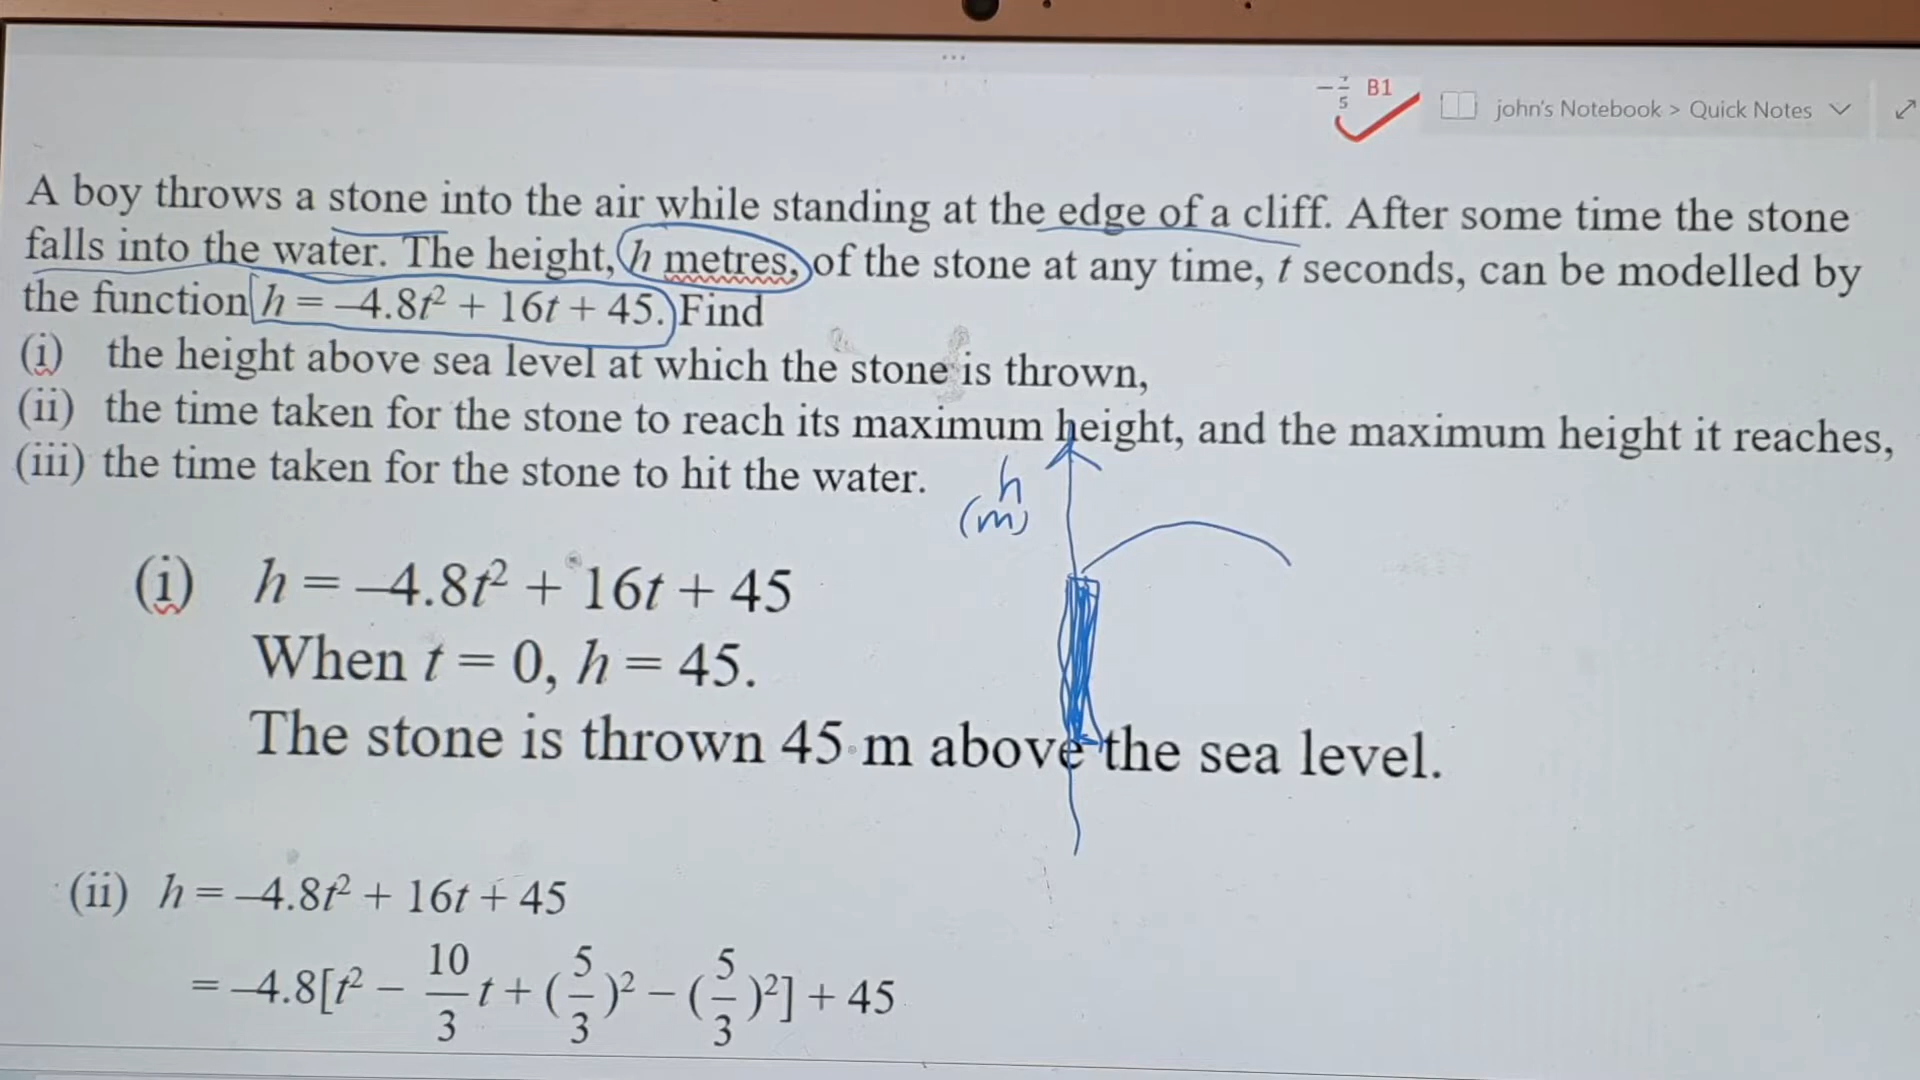 −
5
B1
john's Notebook > Quick Notes
A boy throws a stone into the air while standing at the edge of a cliff. After some time the stone
falls into the water. The height, h metres, of the stone at any time, t seconds, can be modelled by
the function h = –4.8t² + 16t + 45. Find
(i) the height above sea level at which the stone is thrown,
(ii) the time taken for the stone to reach its maximum height, and the maximum height it reaches,
(iii) the time taken for the stone to hit the water.
h
(m)
(i) h = –4.8t² + 16t + 45
When t = 0, h = 45.
The stone is thrown 45 m above the sea level.
(ii) h = –4.8t² + 16t + 45
= –4.8[t² − 10/3 t + (5/3)² − (5/3)²] + 45